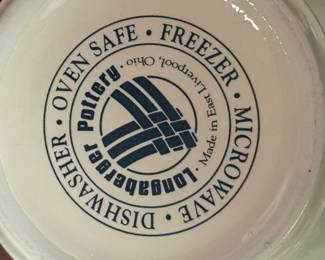 DISHWASHER • OVEN SAFE • FREEZER • MICROWAVE •
Longaberger Pottery
• Made in East Liverpool, Ohio •